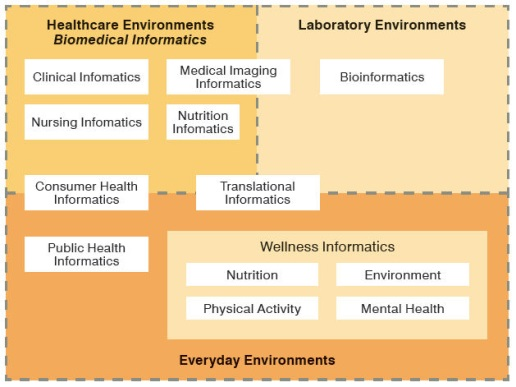 Healthcare Environments
Biomedical Informatics
Laboratory Environments
Clinical Infomatics
Medical Imaging
Informatics
Bioinformatics
Nursing Infomatics
Nutrition
Infomatics
Consumer Health
Informatics
Translational
Informatics
Public Health
Informatics
Wellness Informatics
Nutrition
Environment
Physical Activity
Mental Health
Everyday Environments